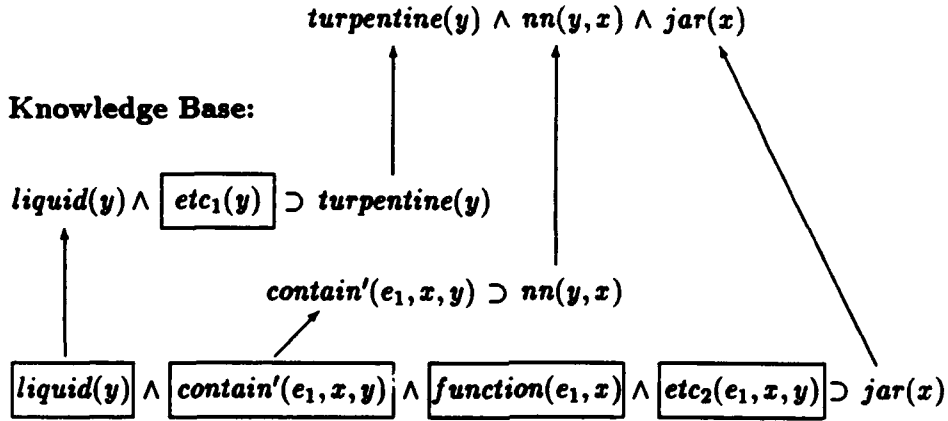 turpentine(y) ∧ nn(y, x) ∧ jar(x)
Knowledge Base:
liquid(y) ∧ etc₁(y) ⊃ turpentine(y)
contain′(e₁, x, y) ⊃ nn(y, x)
liquid(y) ∧ contain′(e₁, x, y) ∧ function(e₁, x) ∧ etc₂(e₁, x, y) ⊃ jar(x)